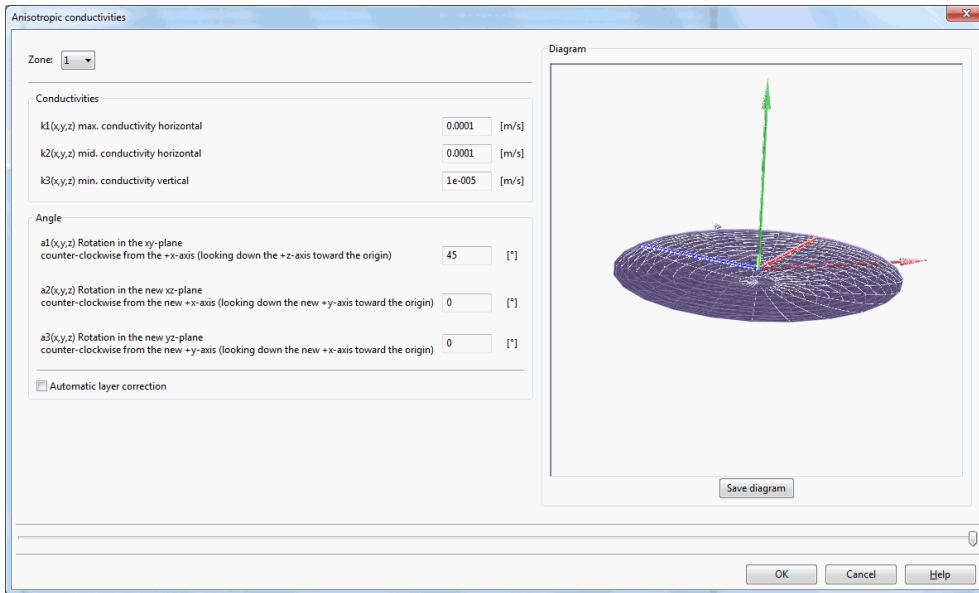 Anisotropic conductivities
Zone: 1
Conductivities
k1(x,y,z) max. conductivity horizontal 0.0001 [m/s]
k2(x,y,z) mid. conductivity horizontal 0.0001 [m/s]
k3(x,y,z) min. conductivity vertical 1e-005 [m/s]
Angle
a1(x,y,z) Rotation in the xy-plane
counter-clockwise from the +x-axis (looking down the +z-axis toward the origin) 45 [°]
a2(x,y,z) Rotation in the new xz-plane
counter-clockwise from the new +x-axis (looking down the new +y-axis toward the origin) 0 [°]
a3(x,y,z) Rotation in the new yz-plane
counter-clockwise from the new +y-axis (looking down the new +x-axis toward the origin) 0 [°]
Automatic layer correction
Diagram
Save diagram
OK Cancel Help